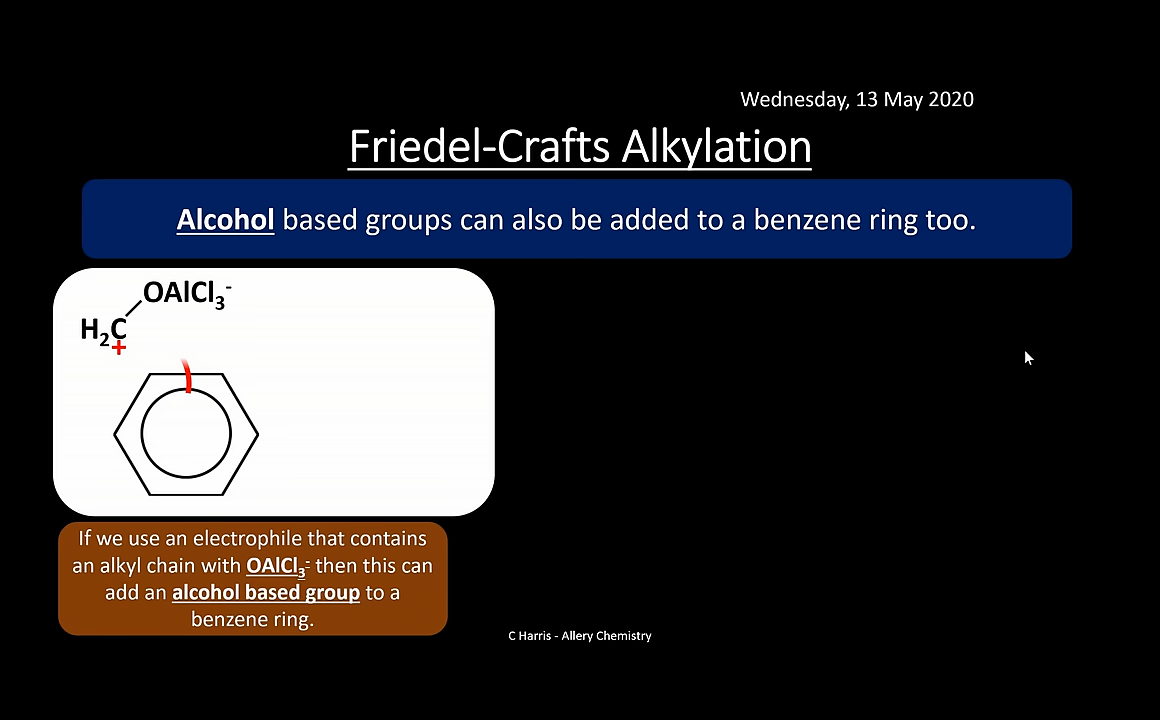 Wednesday, 13 May 2020
Friedel-Crafts Alkylation
Alcohol based groups can also be added to a benzene ring too.
OAlCl₃⁻
H₂C
+
If we use an electrophile that contains
an alkyl chain with OAlCl₃⁻ then this can
add an alcohol based group to a
benzene ring.
C Harris - Allery Chemistry